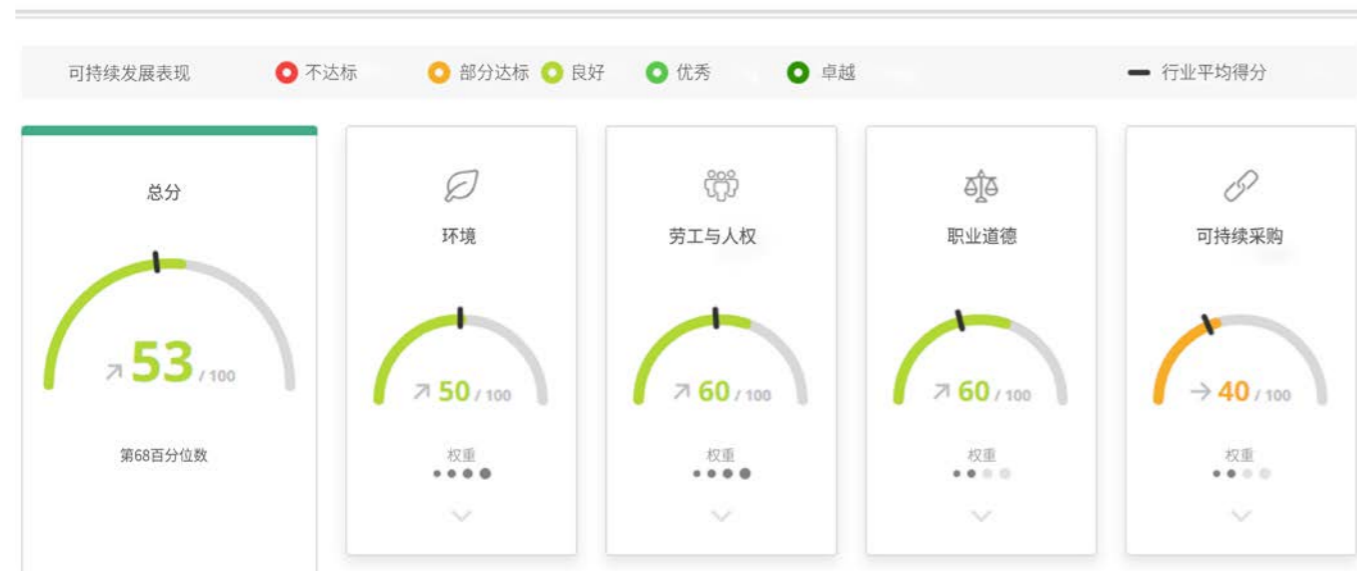 可持续发展表现 不达标 部分达标 良好 优秀 卓越 行业平均得分
总分
53 / 100
第68百分位数
环境
50 / 100
权重
劳工与人权
60 / 100
权重
职业道德
60 / 100
权重
可持续采购
40 / 100
权重